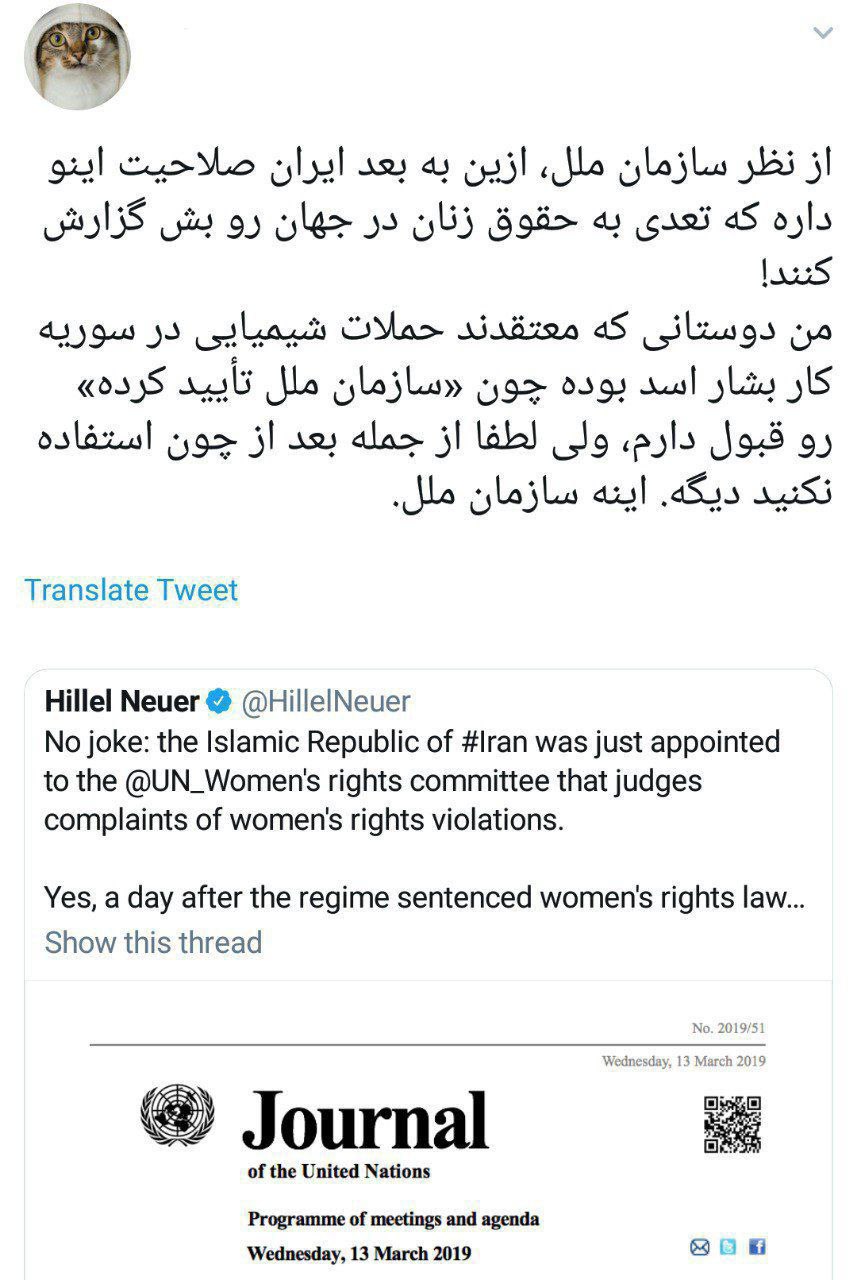 از نظر سازمان ملل، ازین به بعد ایران صلاحیت اینو
داره که تعدی به حقوق زنان در جهان رو بش گزارش
کنند!
من دوستانی که معتقدند حملات شیمیایی در سوریه
کار بشار اسد بوده چون «سازمان ملل تأیید کرده»
رو قبول دارم، ولی لطفا از جمله بعد از چون استفاده
نکنید دیگه. اینه سازمان ملل.
Translate Tweet
Hillel Neuer @HillelNeuer
No joke: the Islamic Republic of #Iran was just appointed
to the @UN_Women's rights committee that judges
complaints of women's rights violations.
Yes, a day after the regime sentenced women's rights law...
Show this thread
No. 2019/51
Wednesday, 13 March 2019
Journal
of the United Nations
Programme of meetings and agenda
Wednesday, 13 March 2019